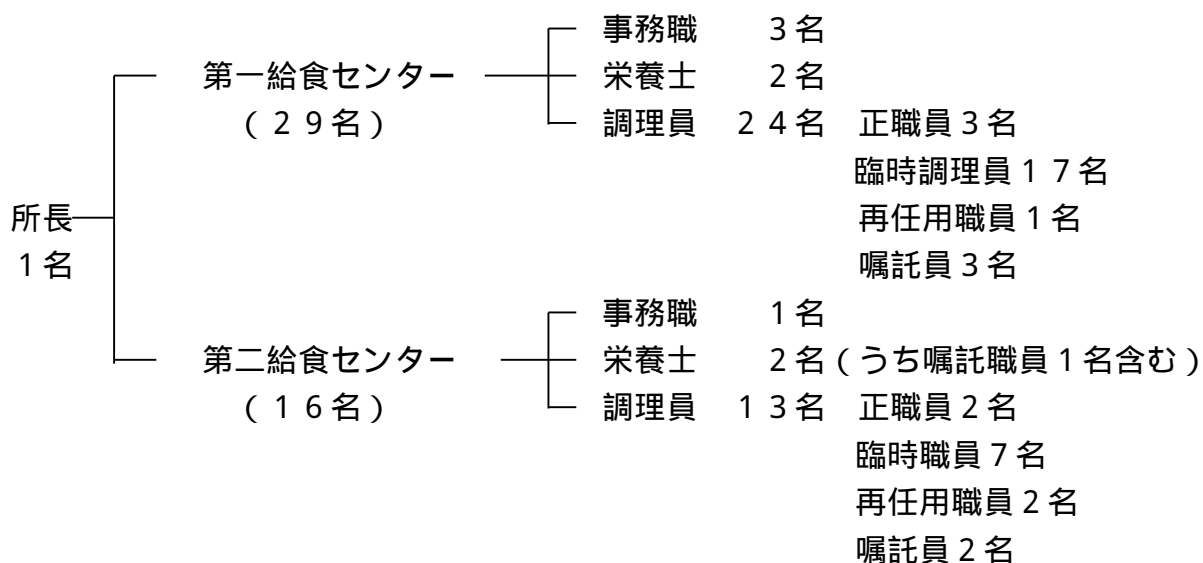 事務職　　3名
第一給食センター　栄養士　　2名
（２９名）　調理員　２４名　正職員3名
臨時調理員１７名
所長　再任用職員1名
1名　嘱託員3名
事務職　　1名
第二給食センター　栄養士　　2名（うち嘱託職員1名含む）
（１６名）　調理員　１３名　正職員2名
臨時職員7名
再任用職員2名
嘱託員2名